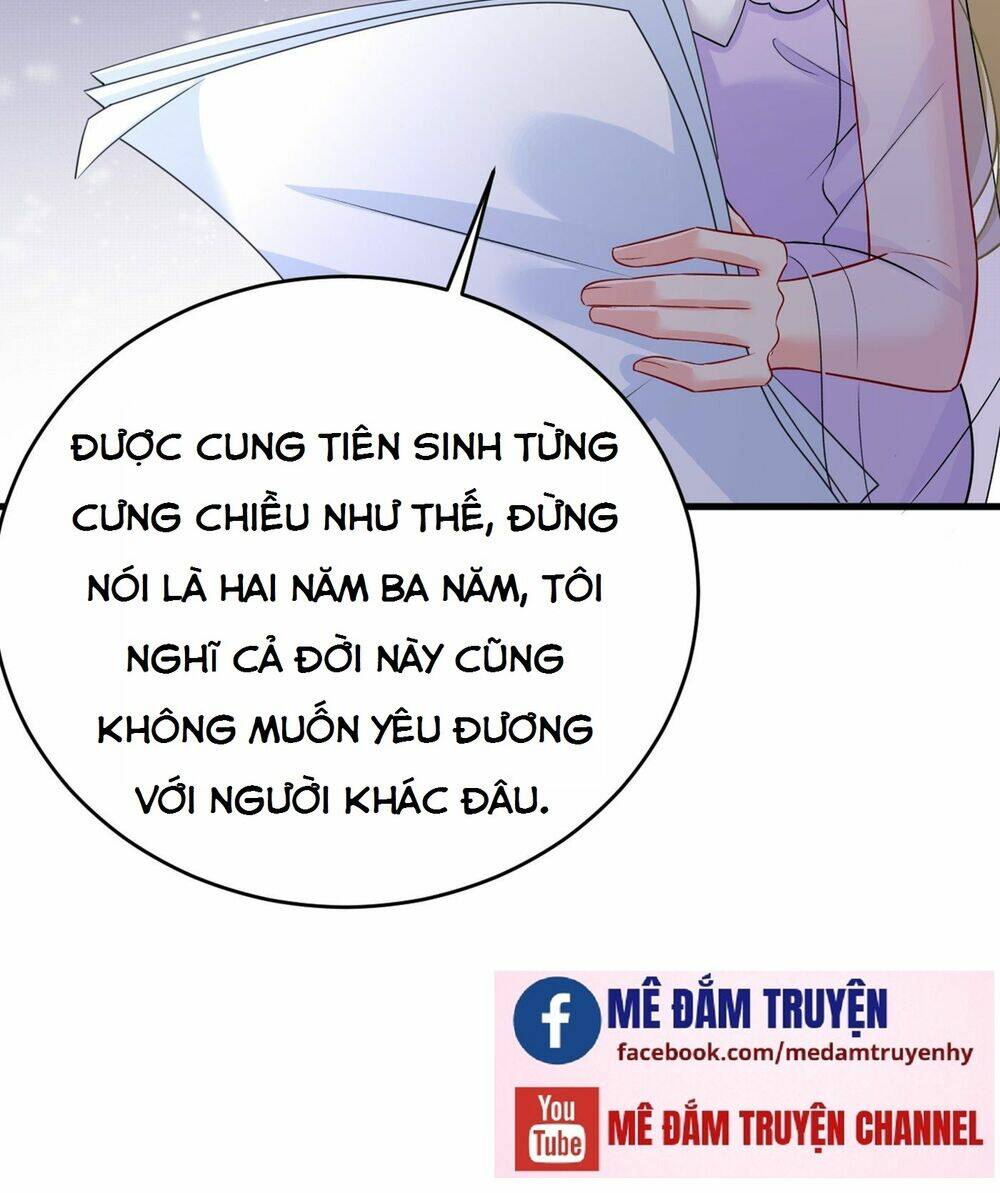 ĐƯỢC CUNG TIÊN SINH TỪNG
CƯNG CHIỀU NHƯ THẾ, ĐỪNG
NÓI LÀ HAI NĂM BA NĂM, TÔI
NGHĨ CẢ ĐỜI NÀY CŨNG
KHÔNG MUỐN YÊU ĐƯƠNG
VỚI NGƯỜI KHÁC ĐÂU.
f MÊ ĐẮM TRUYỆN
facebook.com/medamtruyenhy
You
Tube
MÊ ĐẮM TRUYỆN CHANNEL